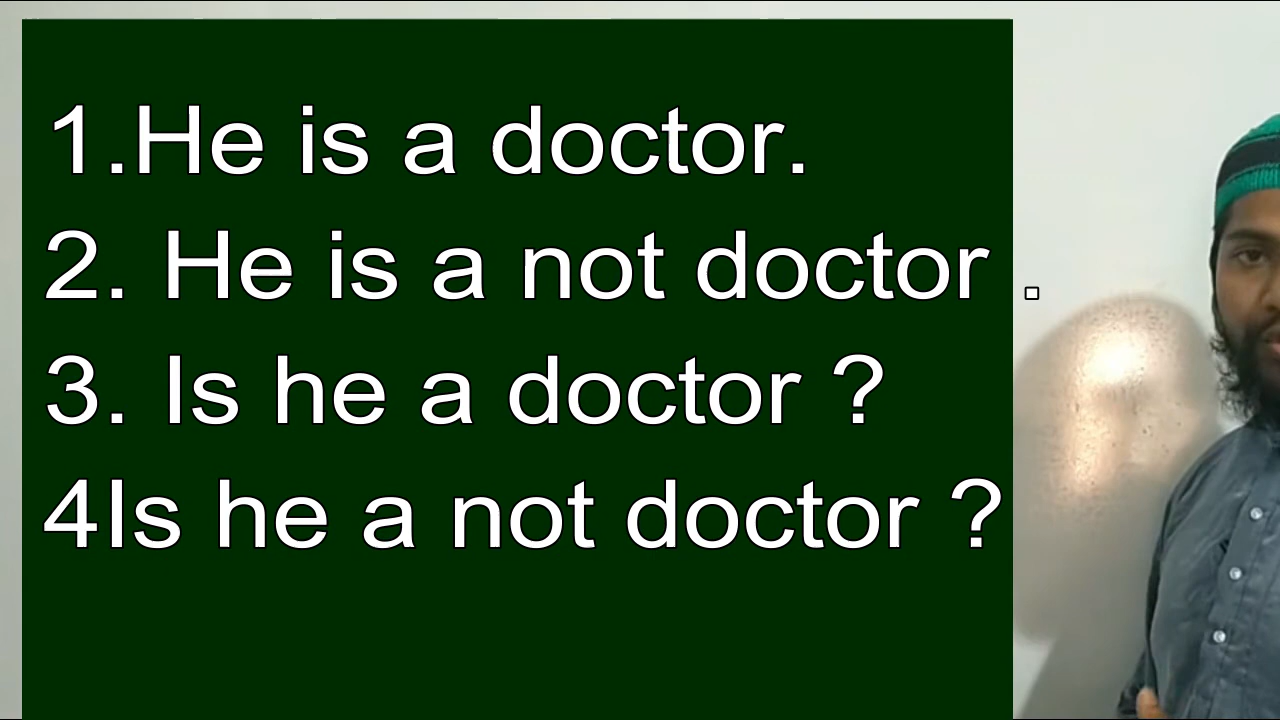 1.He is a doctor.
2. He is a not doctor .
3. Is he a doctor ?
4Is he a not doctor ?